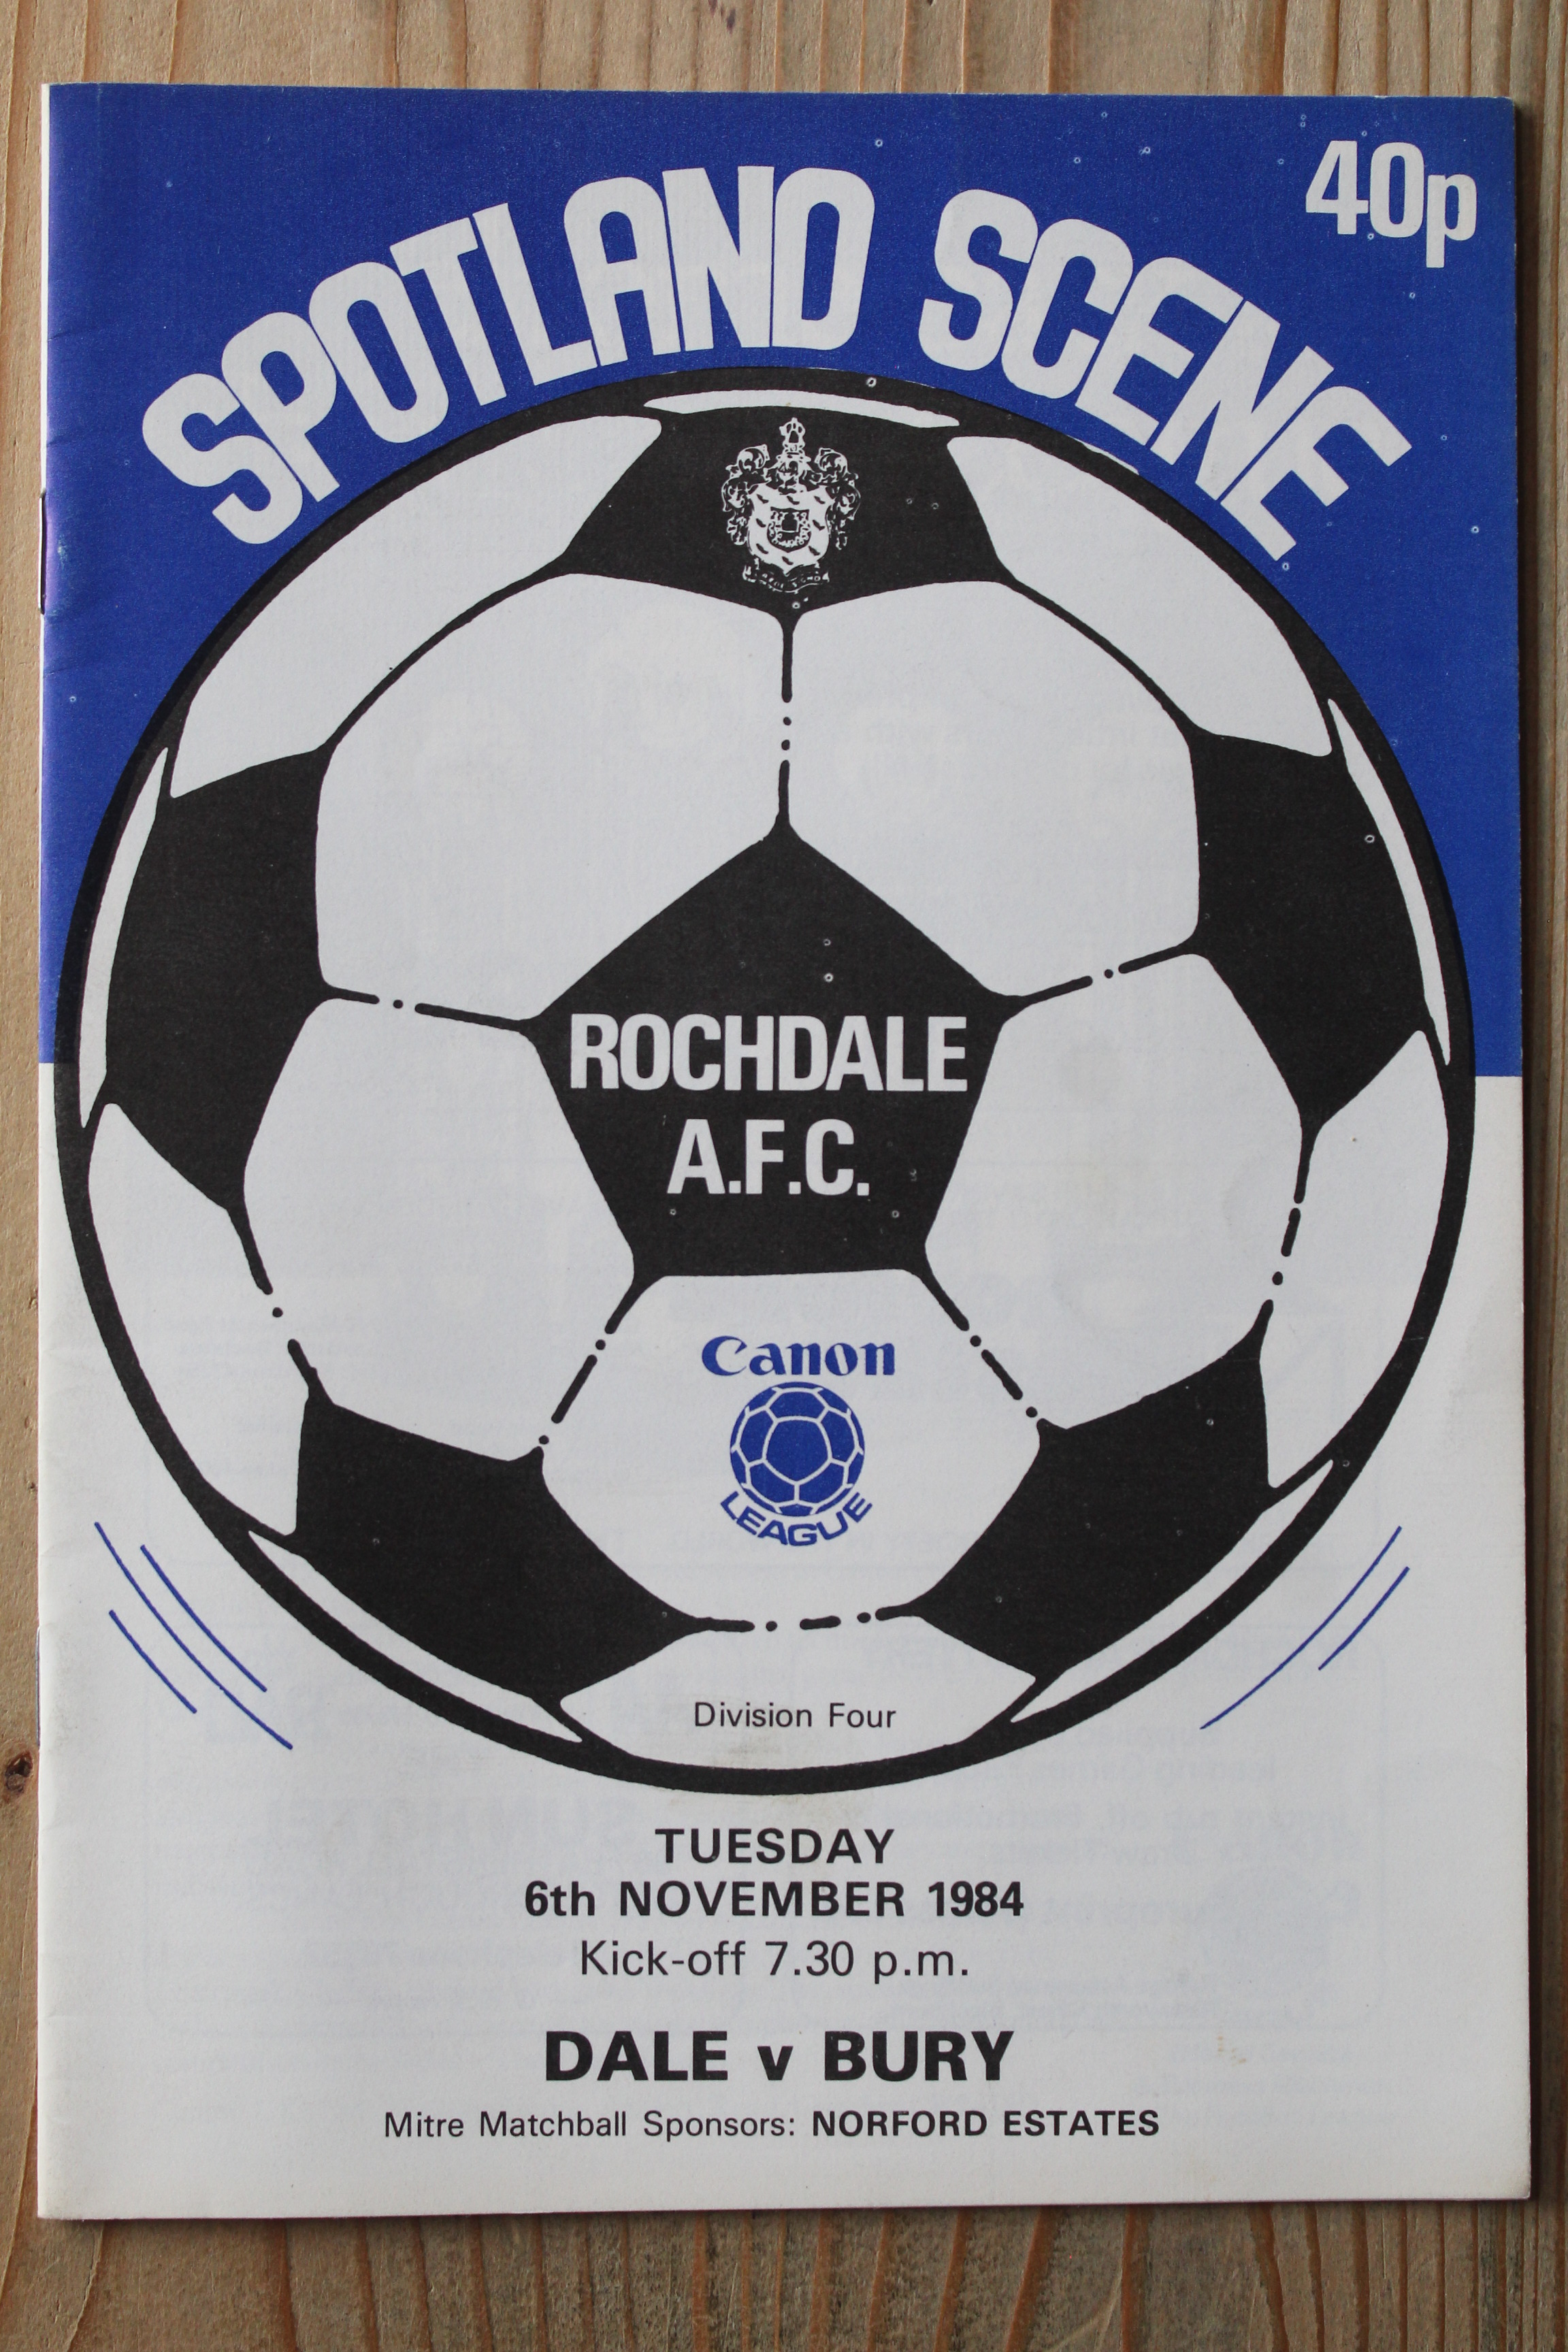 40p
SPOTLAND SCENE
ROCHDALE
A.F.C.
Canon
LEAGUE
Division Four
TUESDAY
6th NOVEMBER 1984
Kick-off 7.30 p.m.
DALE v BURY
Mitre Matchball Sponsors: NORFORD ESTATES